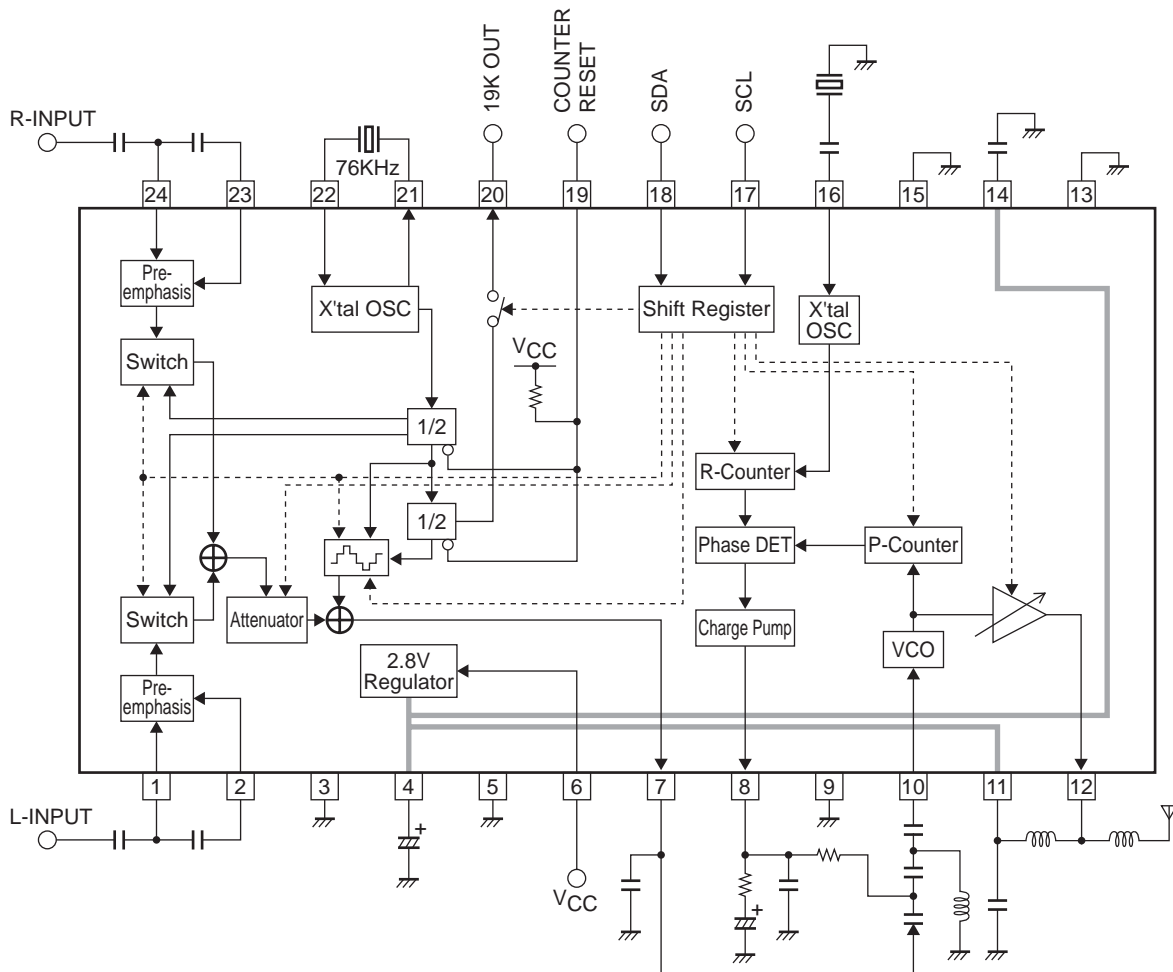 19K OUT
COUNTER
RESET
SDA
SCL
R-INPUT
76KHz
24
23
22
21
20
19
18
17
16
15
14
13
Pre-
emphasis
X'tal OSC
Shift Register
X'tal
OSC
Switch
VCC
1/2
R-Counter
1/2
Phase DET
P-Counter
Switch
Attenuator
Charge Pump
VCO
2.8V
Regulator
Pre-
emphasis
1
2
3
4
5
6
7
8
9
10
11
12
L-INPUT
+
+
VCC